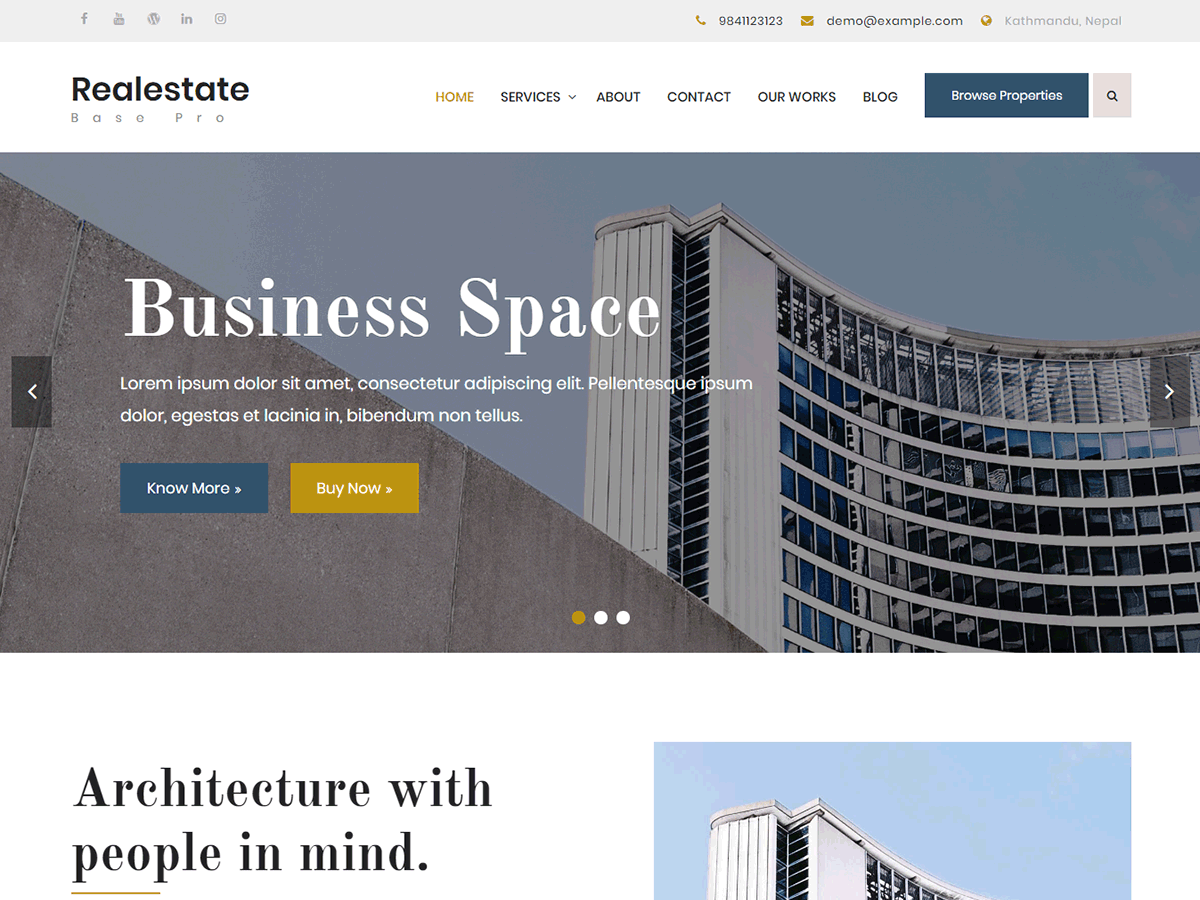 9841123123 demo@example.com Kathmandu, Nepal
Realestate
Base Pro
HOME SERVICES ABOUT CONTACT OUR WORKS BLOG Browse Properties
Business Space
Lorem ipsum dolor sit amet, consectetur adipiscing elit. Pellentesque ipsum
dolor, egestas et lacinia in, bibendum non tellus.
Know More » Buy Now »
Architecture with
people in mind.